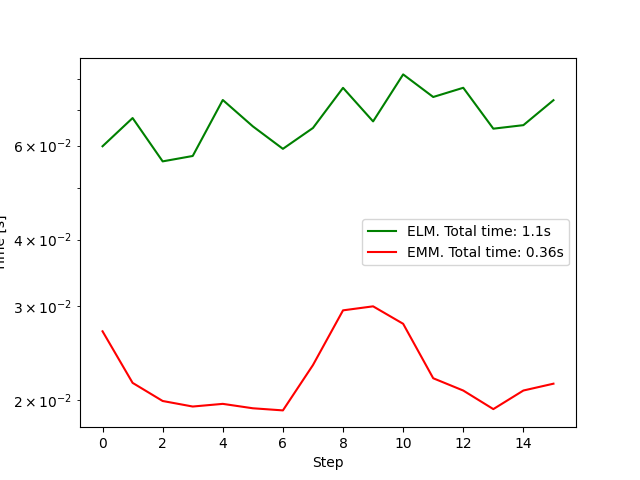 6 × 10⁻²
4 × 10⁻²
3 × 10⁻²
2 × 10⁻²
Time [s]
ELM. Total time: 1.1s
EMM. Total time: 0.36s
0 2 4 6 8 10 12 14
Step